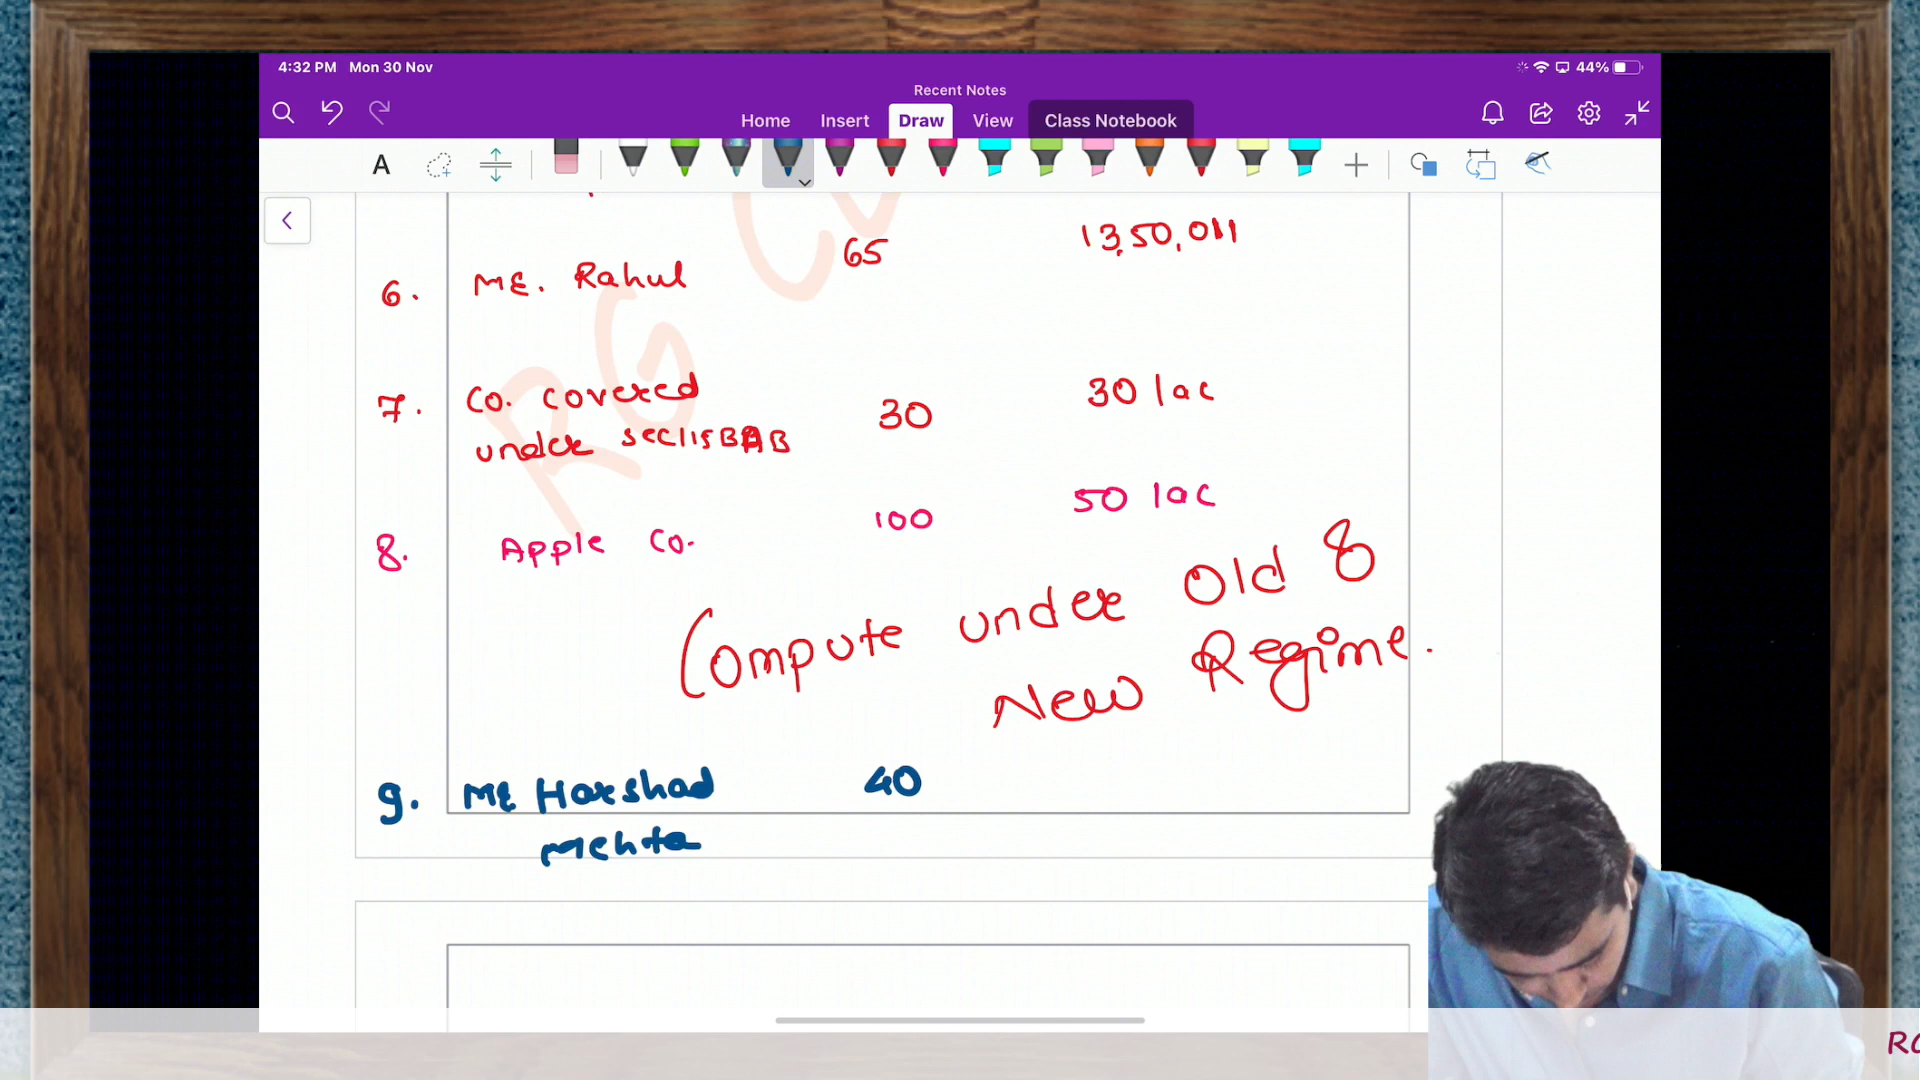 4:32 PM Mon 30 Nov
44%
Recent Notes
Home Insert Draw View Class Notebook
A
RG
65
13,50,011
6. Mr. Rahul
7. Co. covered 30 30 lac
under sec115BAB
8. Apple Co. 100 50 lac
Compute under Old &
New Regime.
9. Mr Harshad 40
Mehta